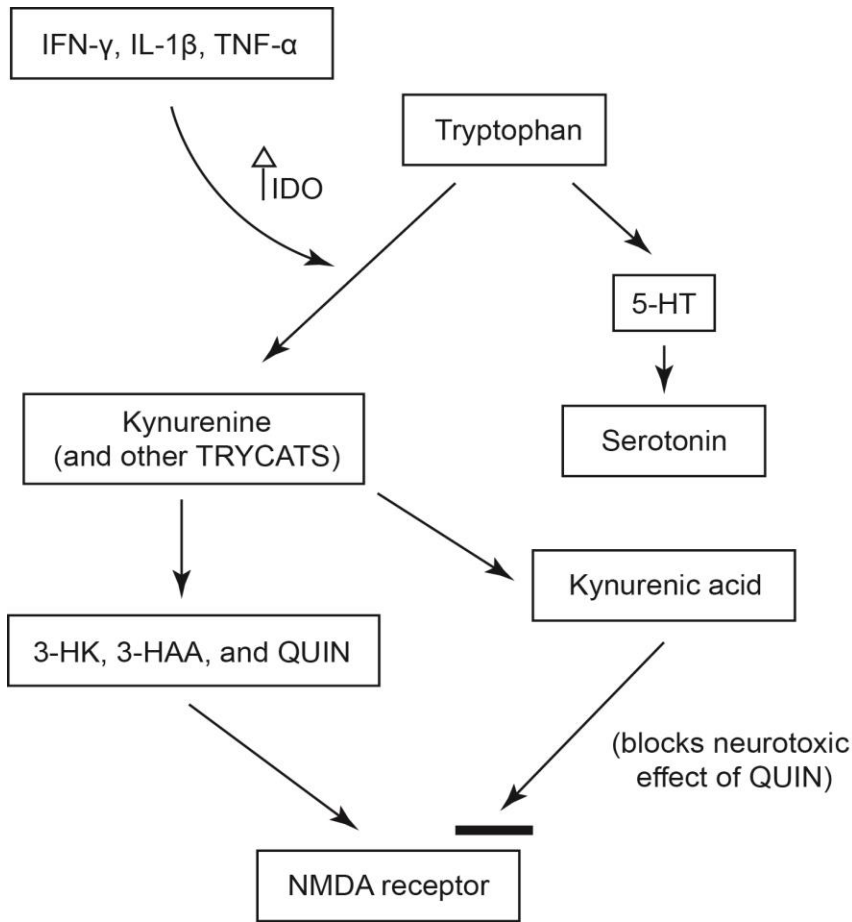 IFN-γ, IL-1β, TNF-α
Tryptophan
IDO
5-HT
Kynurenine
(and other TRYCATS)
Serotonin
Kynurenic acid
3-HK, 3-HAA, and QUIN
(blocks neurotoxic
effect of QUIN)
NMDA receptor